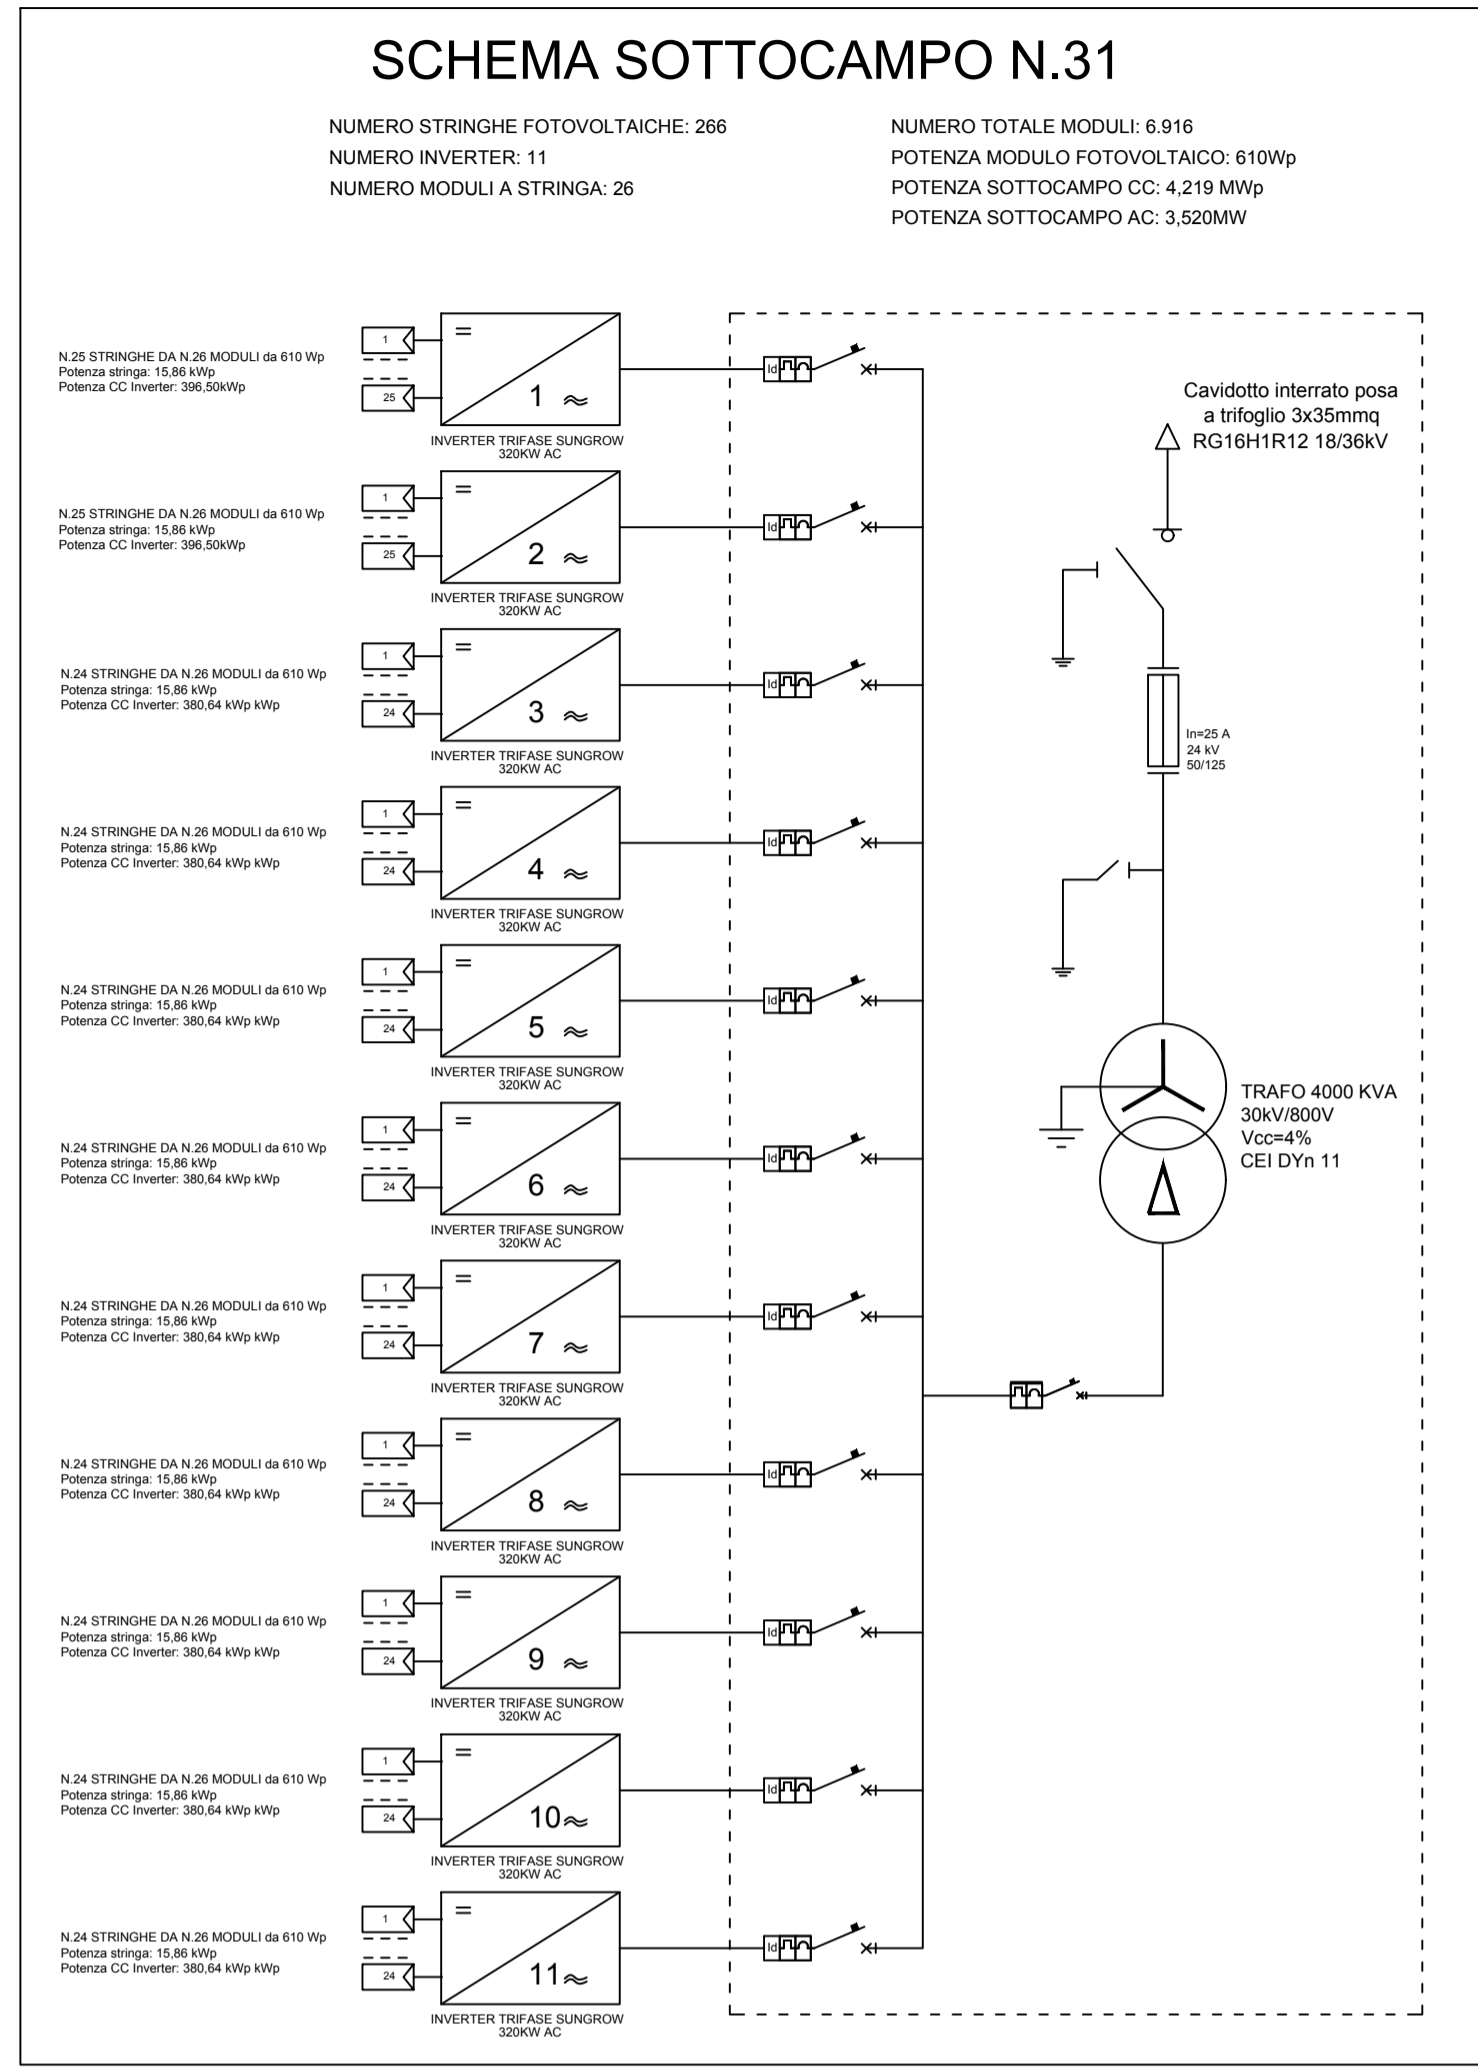 SCHEMA SOTTOCAMPO N.31
NUMERO STRINGHE FOTOVOLTAICHE: 266
NUMERO INVERTER: 11
NUMERO MODULI A STRINGA: 26
NUMERO TOTALE MODULI: 6.916
POTENZA MODULO FOTOVOLTAICO: 610Wp
POTENZA SOTTOCAMPO CC: 4,219 MWp
POTENZA SOTTOCAMPO AC: 3,520MW
N.25 STRINGHE DA N.26 MODULI da 610 Wp
Potenza stringa: 15,86 kWp
Potenza CC Inverter: 396,50kWp
1
25
1
INVERTER TRIFASE SUNGROW
320KW AC
Id
N.25 STRINGHE DA N.26 MODULI da 610 Wp
Potenza stringa: 15,86 kWp
Potenza CC Inverter: 396,50kWp
1
25
2
INVERTER TRIFASE SUNGROW
320KW AC
Id
N.24 STRINGHE DA N.26 MODULI da 610 Wp
Potenza stringa: 15,86 kWp
Potenza CC Inverter: 380,64 kWp kWp
1
24
3
INVERTER TRIFASE SUNGROW
320KW AC
Id
N.24 STRINGHE DA N.26 MODULI da 610 Wp
Potenza stringa: 15,86 kWp
Potenza CC Inverter: 380,64 kWp kWp
1
24
4
INVERTER TRIFASE SUNGROW
320KW AC
Id
N.24 STRINGHE DA N.26 MODULI da 610 Wp
Potenza stringa: 15,86 kWp
Potenza CC Inverter: 380,64 kWp kWp
1
24
5
INVERTER TRIFASE SUNGROW
320KW AC
Id
N.24 STRINGHE DA N.26 MODULI da 610 Wp
Potenza stringa: 15,86 kWp
Potenza CC Inverter: 380,64 kWp kWp
1
24
6
INVERTER TRIFASE SUNGROW
320KW AC
Id
N.24 STRINGHE DA N.26 MODULI da 610 Wp
Potenza stringa: 15,86 kWp
Potenza CC Inverter: 380,64 kWp kWp
1
24
7
INVERTER TRIFASE SUNGROW
320KW AC
Id
N.24 STRINGHE DA N.26 MODULI da 610 Wp
Potenza stringa: 15,86 kWp
Potenza CC Inverter: 380,64 kWp kWp
1
24
8
INVERTER TRIFASE SUNGROW
320KW AC
Id
N.24 STRINGHE DA N.26 MODULI da 610 Wp
Potenza stringa: 15,86 kWp
Potenza CC Inverter: 380,64 kWp kWp
1
24
9
INVERTER TRIFASE SUNGROW
320KW AC
Id
N.24 STRINGHE DA N.26 MODULI da 610 Wp
Potenza stringa: 15,86 kWp
Potenza CC Inverter: 380,64 kWp kWp
1
24
10
INVERTER TRIFASE SUNGROW
320KW AC
Id
N.24 STRINGHE DA N.26 MODULI da 610 Wp
Potenza stringa: 15,86 kWp
Potenza CC Inverter: 380,64 kWp kWp
1
24
11
INVERTER TRIFASE SUNGROW
320KW AC
Id
Cavidotto interrato posa
a trifoglio 3x35mmq
RG16H1R12 18/36kV
In=25 A
24 kV
50/125
TRAFO 4000 KVA
30kV/800V
Vcc=4%
CEI DYn 11